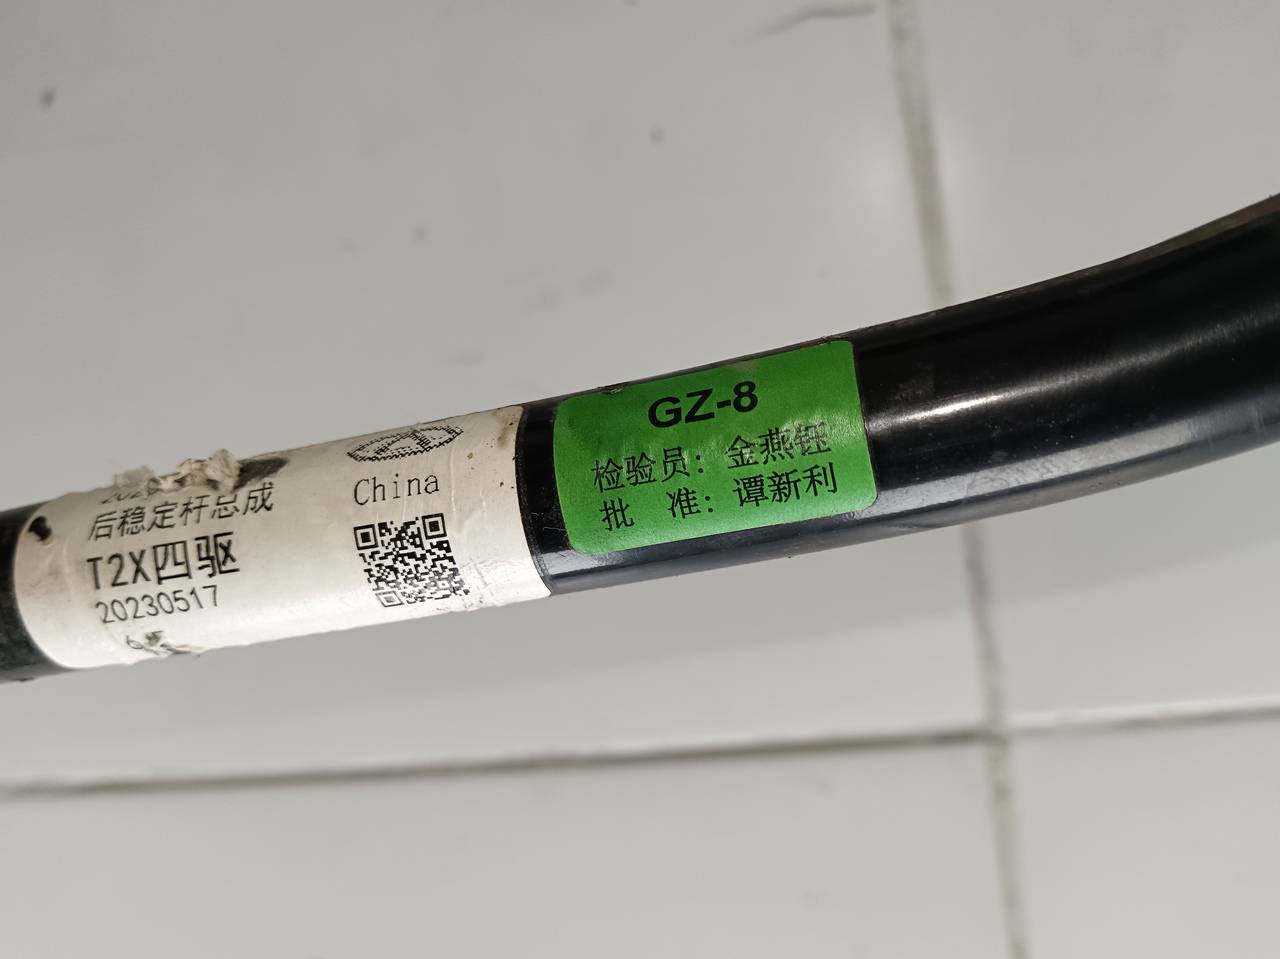 后稳定杆总成
T2X四驱
20230517
China
GZ-8
检验员：金燕钰
批 准：谭新利